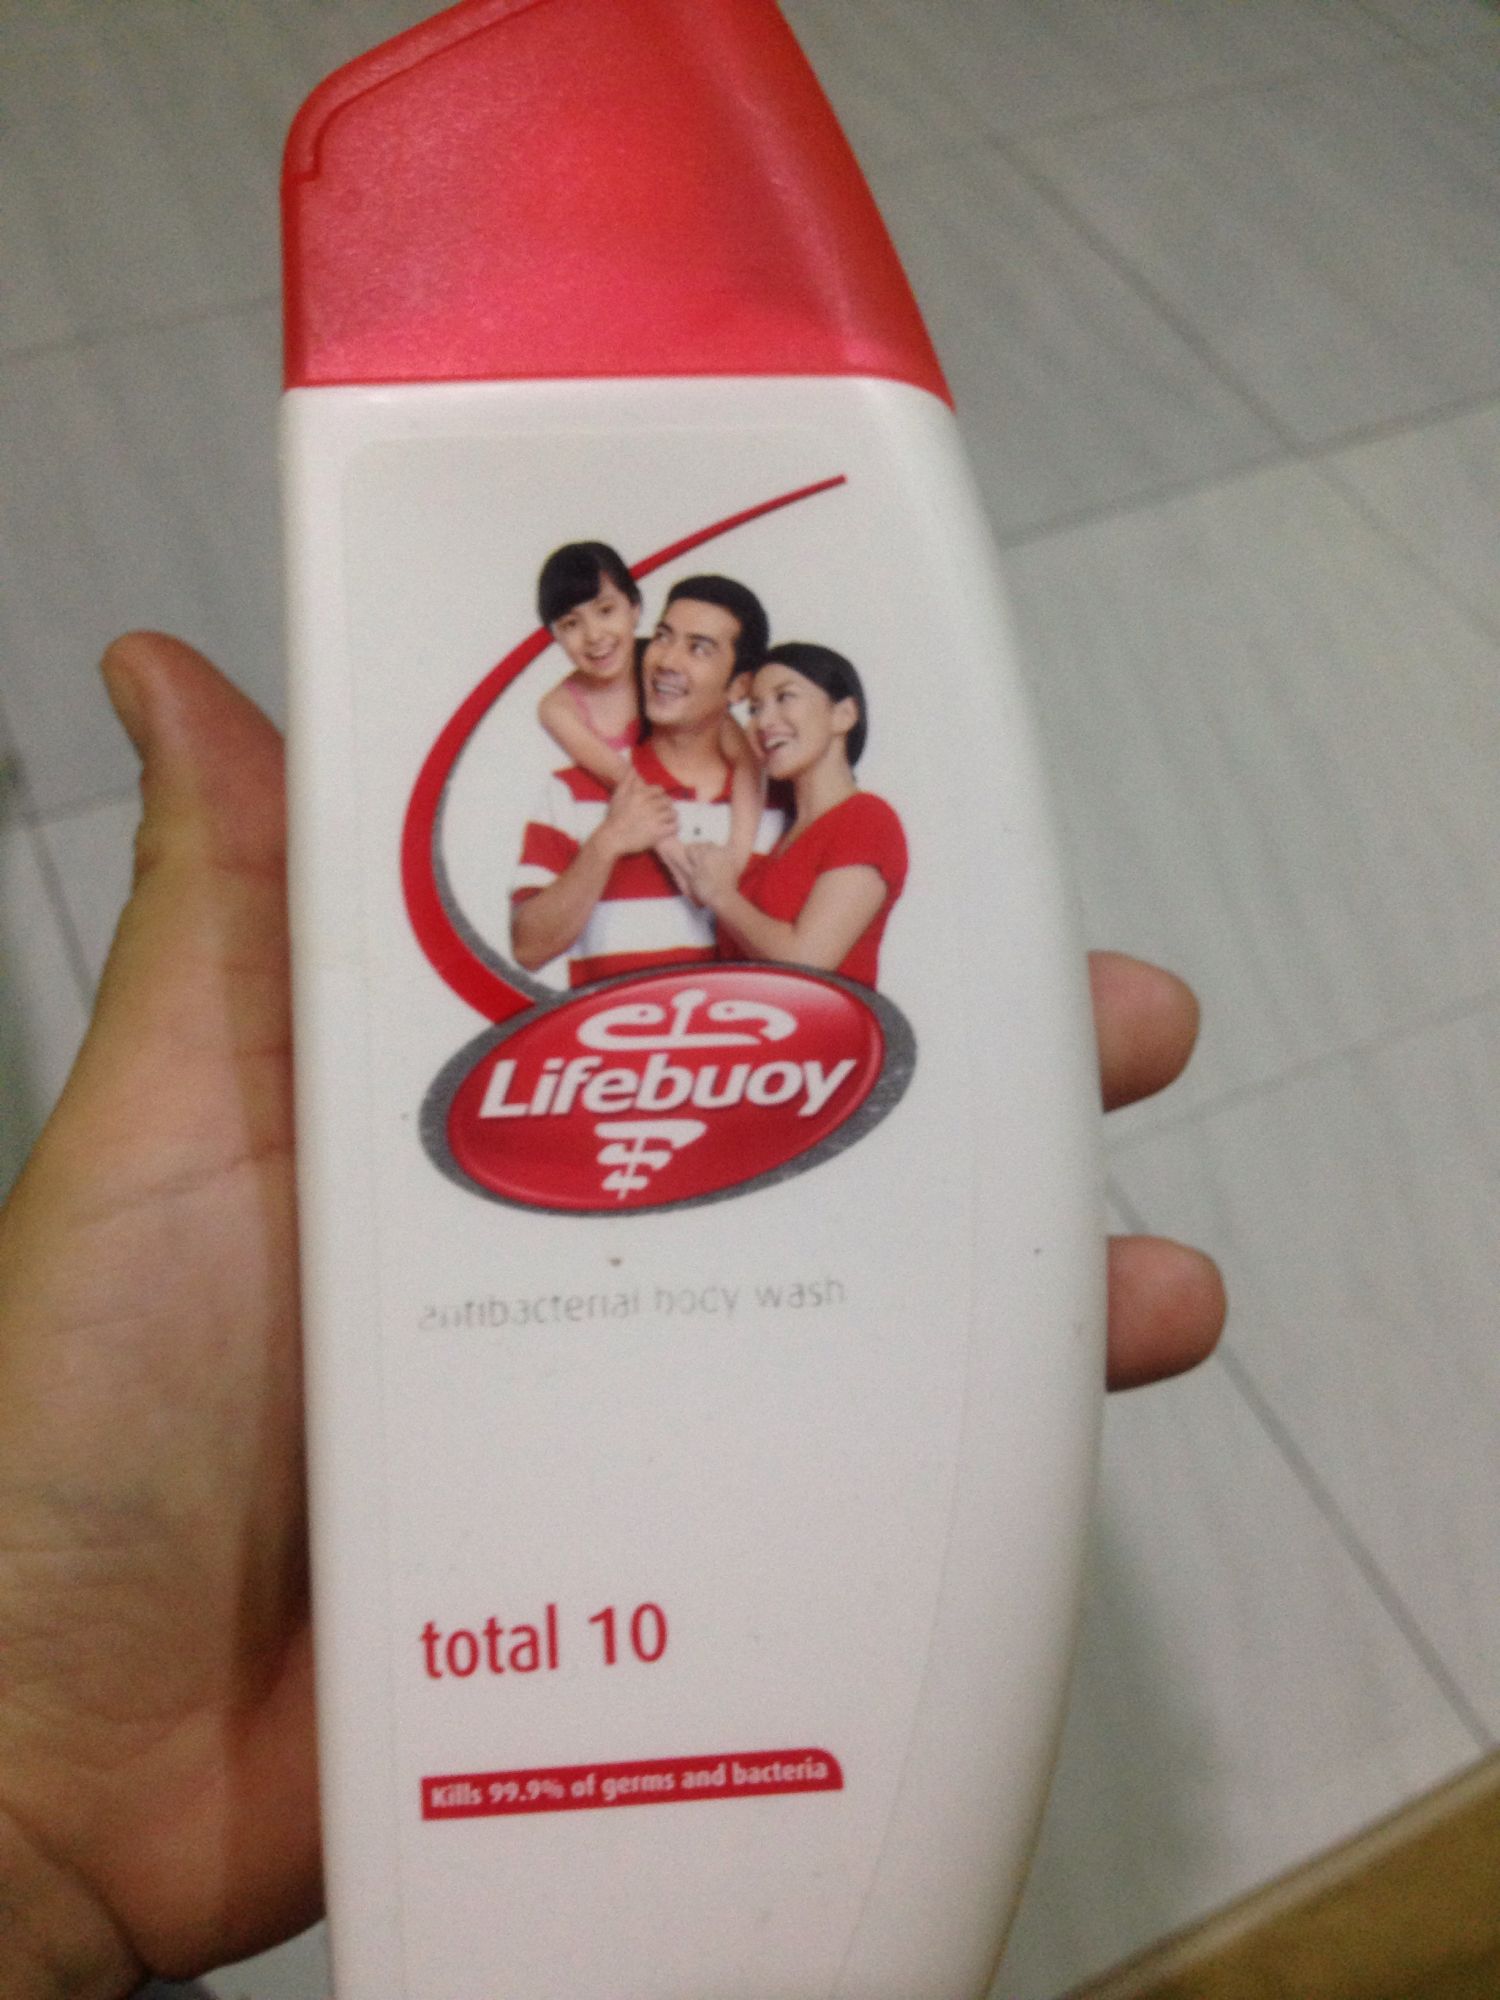 Lifebuoy
antibacterial body wash
total 10
Kills 99.9% of germs and bacteria